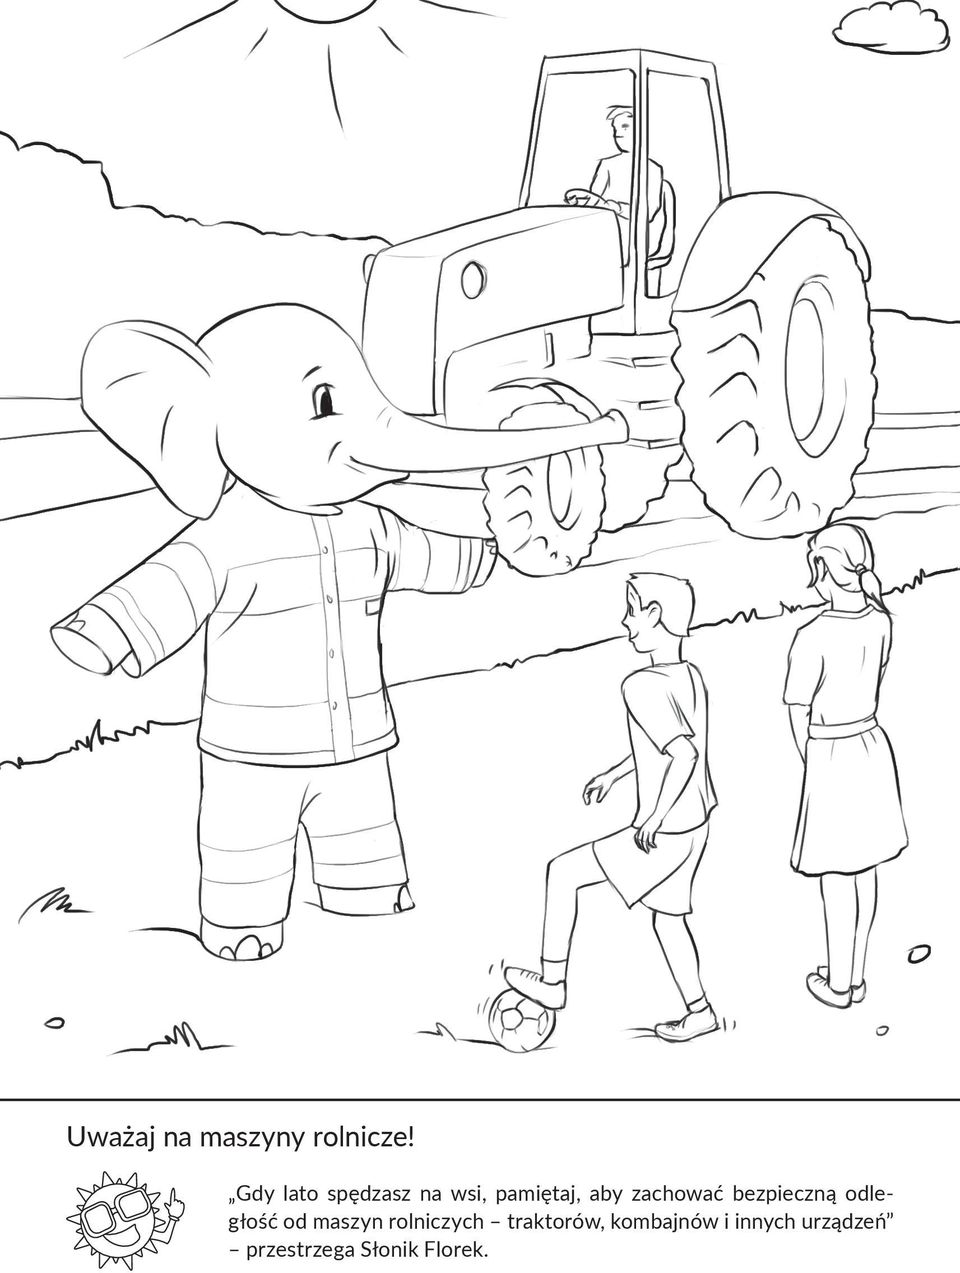 Uważaj na maszyny rolnicze!
„Gdy lato spędzasz na wsi, pamiętaj, aby zachować bezpieczną odle-
głość od maszyn rolniczych – traktorów, kombajnów i innych urządzeń”
– przestrzega Słonik Florek.